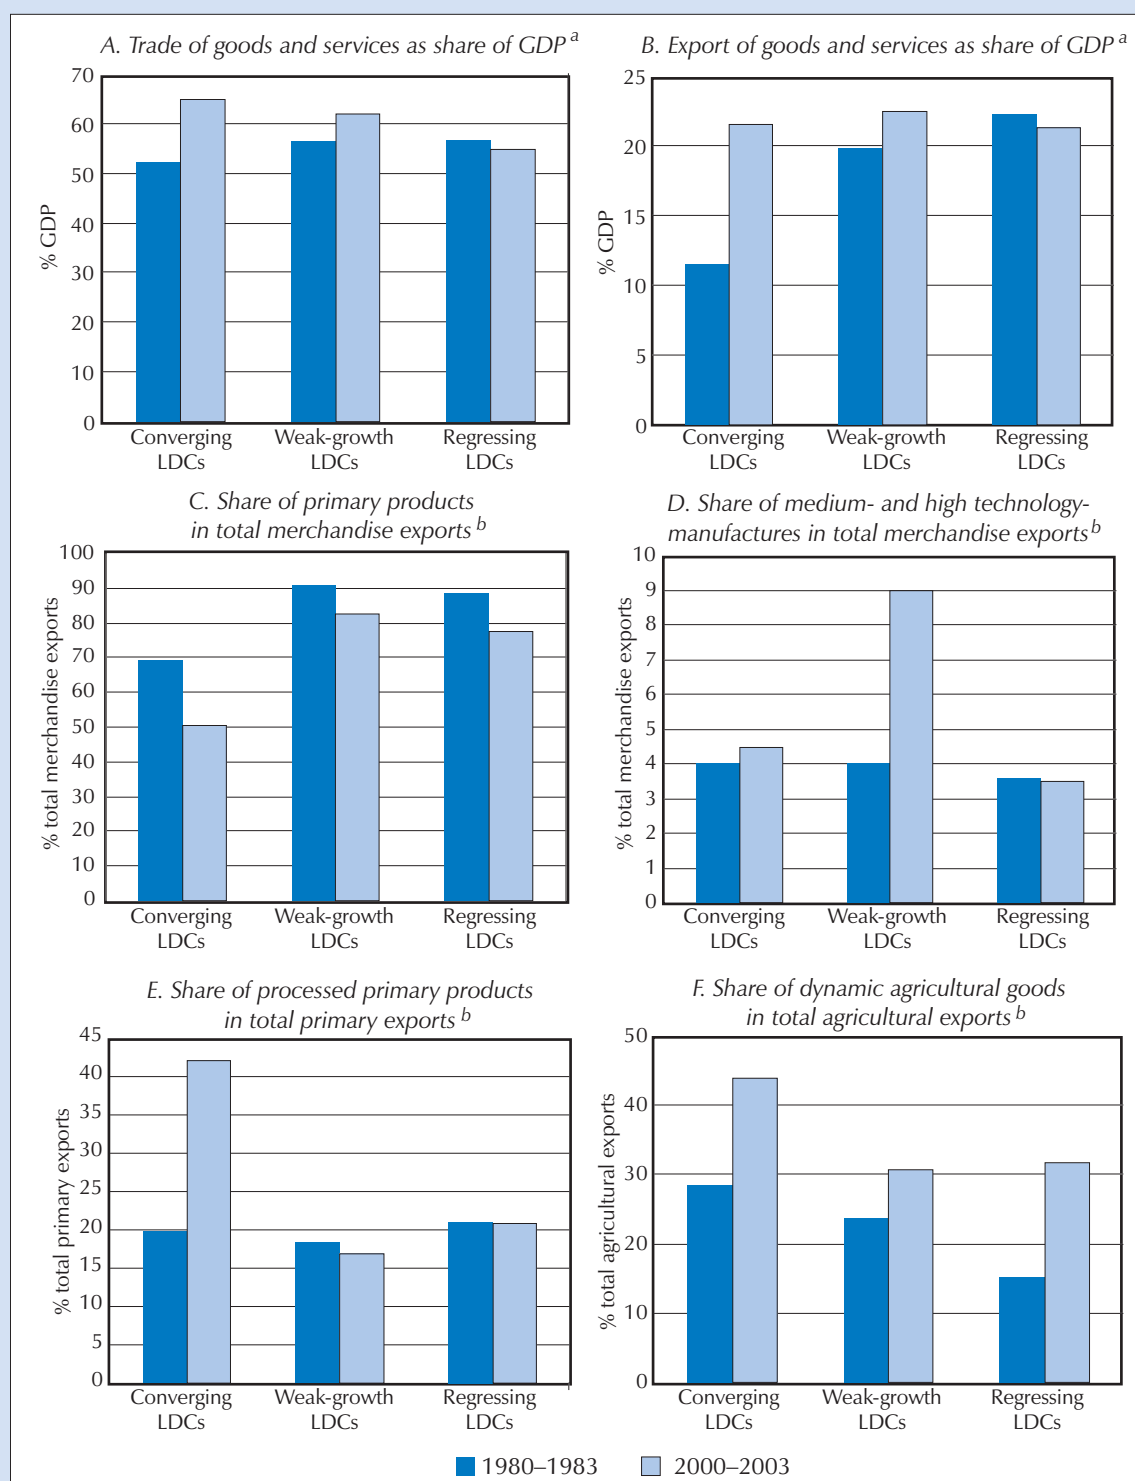 A. Trade of goods and services as share of GDP a
70
60
50
40
30
20
10
0
% GDP
Converging LDCs
Weak-growth LDCs
Regressing LDCs
B. Export of goods and services as share of GDP a
25
20
15
10
5
0
% GDP
Converging LDCs
Weak-growth LDCs
Regressing LDCs
C. Share of primary products
in total merchandise exports b
100
90
80
70
60
50
40
30
20
10
0
% total merchandise exports
Converging LDCs
Weak-growth LDCs
Regressing LDCs
D. Share of medium- and high technology-
manufactures in total merchandise exports b
10
9
8
7
6
5
4
3
2
1
0
% total merchandise exports
Converging LDCs
Weak-growth LDCs
Regressing LDCs
E. Share of processed primary products
in total primary exports b
45
40
35
30
25
20
15
10
5
0
% total primary exports
Converging LDCs
Weak-growth LDCs
Regressing LDCs
F. Share of dynamic agricultural goods
in total agricultural exports b
50
40
30
20
10
0
% total agricultural exports
Converging LDCs
Weak-growth LDCs
Regressing LDCs
1980–1983
2000–2003